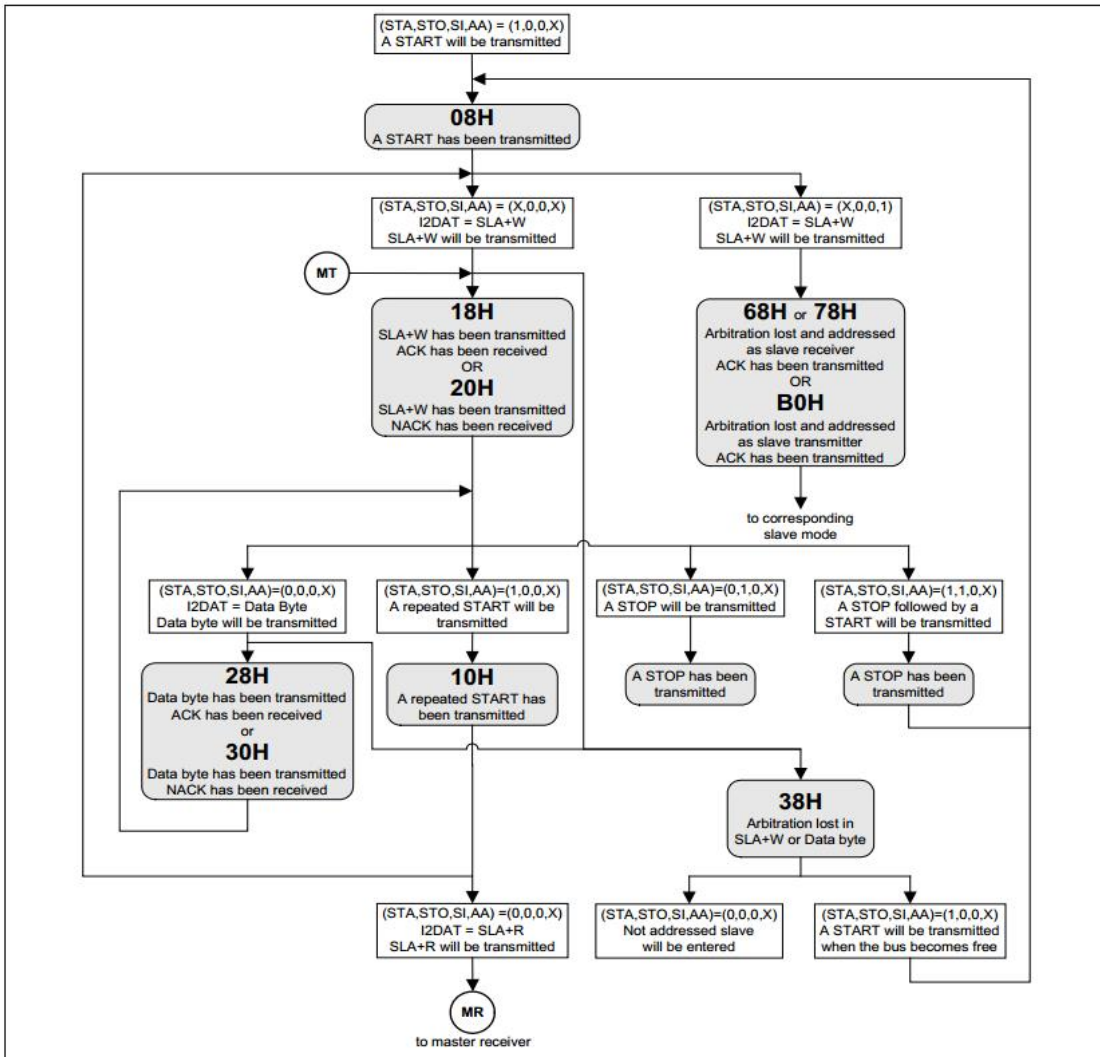 (STA,STO,SI,AA) = (1,0,0,X)
A START will be transmitted
08H
A START has been transmitted
(STA,STO,SI,AA) = (X,0,0,X)
I2DAT = SLA+W
SLA+W will be transmitted
(STA,STO,SI,AA) = (X,0,0,1)
I2DAT = SLA+W
SLA+W will be transmitted
MT
18H
SLA+W has been transmitted
ACK has been received
OR
20H
SLA+W has been transmitted
NACK has been received
68H or 78H
Arbitration lost and addressed
as slave receiver
ACK has been transmitted
OR
B0H
Arbitration lost and addressed
as slave transmitter
ACK has been transmitted
to corresponding
slave mode
(STA,STO,SI,AA)=(0,0,0,X)
I2DAT = Data Byte
Data byte will be transmitted
(STA,STO,SI,AA)=(1,0,0,X)
A repeated START will be
transmitted
(STA,STO,SI,AA)=(0,1,0,X)
A STOP will be transmitted
(STA,STO,SI,AA)=(1,1,0,X)
A STOP followed by a
START will be transmitted
28H
Data byte has been transmitted
ACK has been received
or
30H
Data byte has been transmitted
NACK has been received
10H
A repeated START has
been transmitted
A STOP has been
transmitted
A STOP has been
transmitted
38H
Arbitration lost in
SLA+W or Data byte
(STA,STO,SI,AA) =(0,0,0,X)
I2DAT = SLA+R
SLA+R will be transmitted
(STA,STO,SI,AA)=(0,0,0,X)
Not addressed slave
will be entered
(STA,STO,SI,AA)=(1,0,0,X)
A START will be transmitted
when the bus becomes free
MR
to master receiver